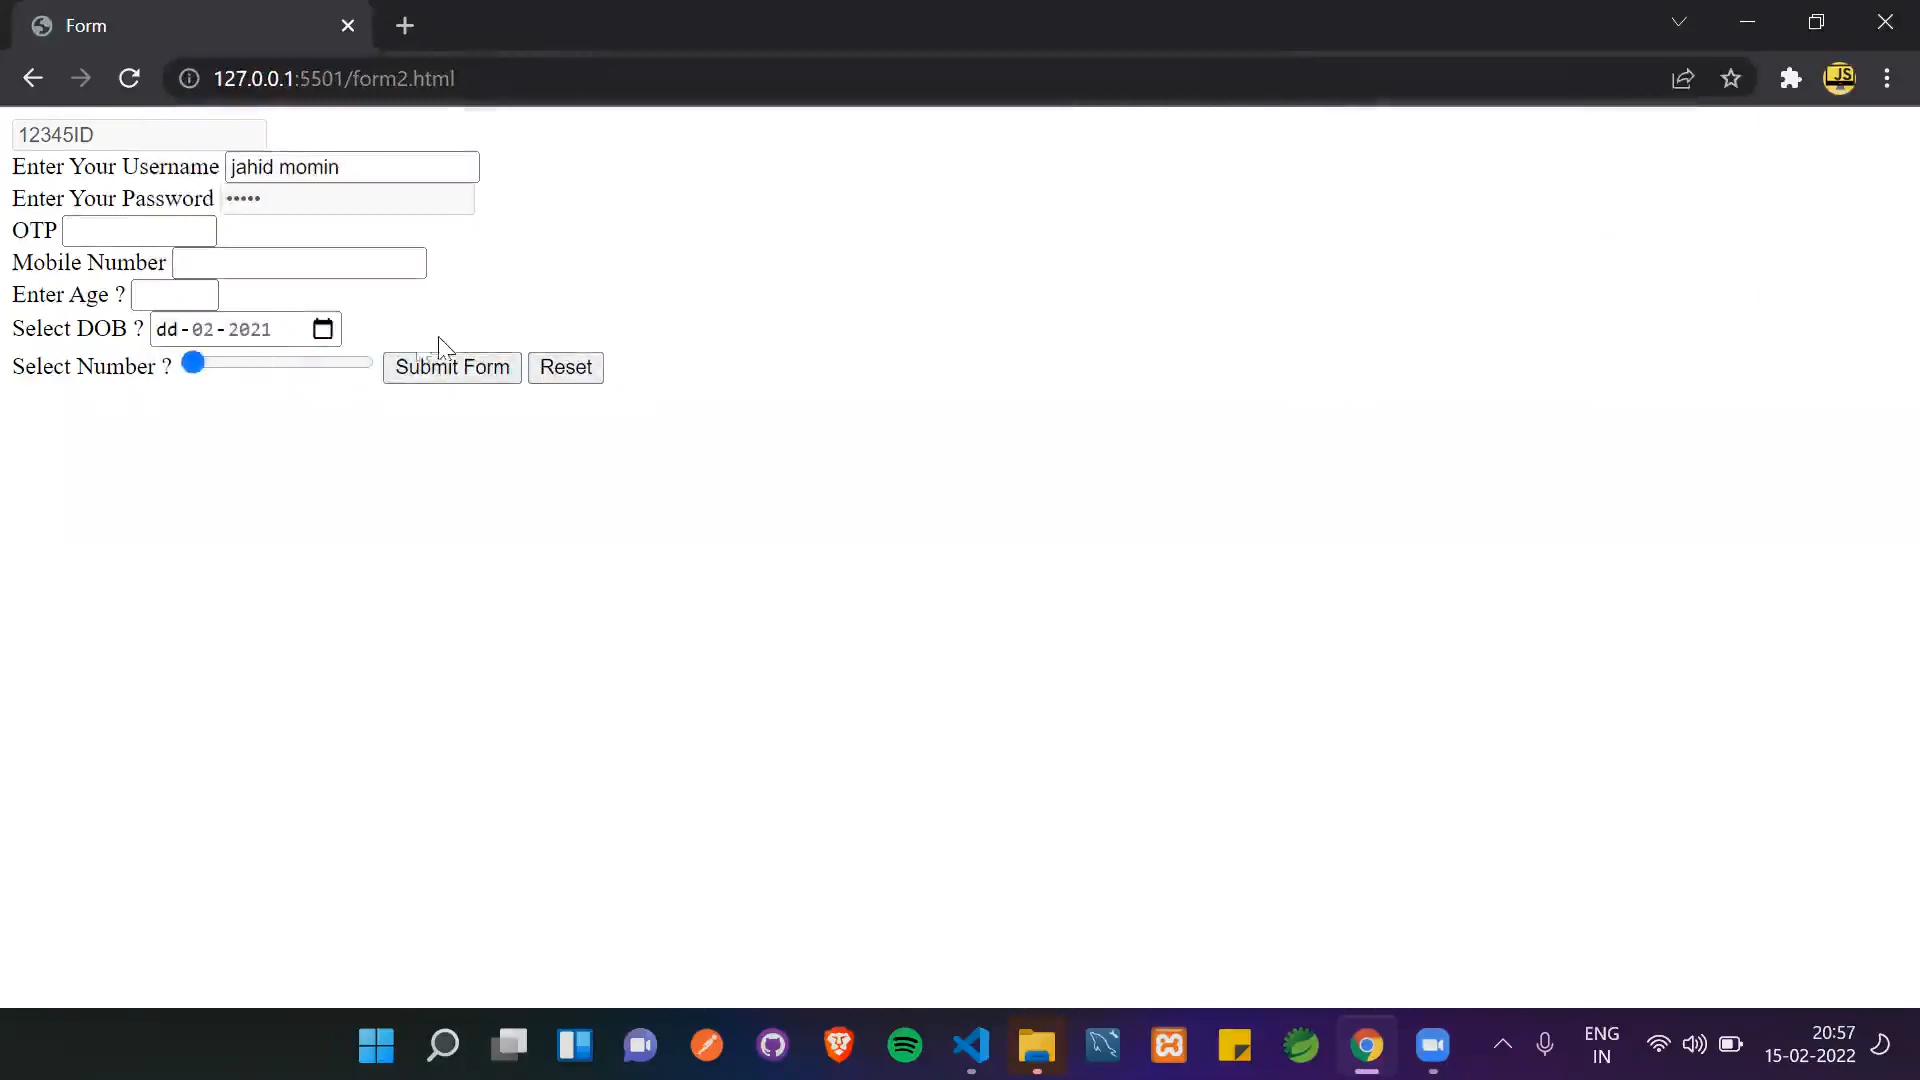 Form
127.0.0.1:5501/form2.html
JS
12345ID
Enter Your Username jahid momin
Enter Your Password •••••
OTP
Mobile Number
Enter Age ?
Select DOB ? dd-02-2021
Select Number ? Submit Form Reset
ENG 20:57
IN 15-02-2022